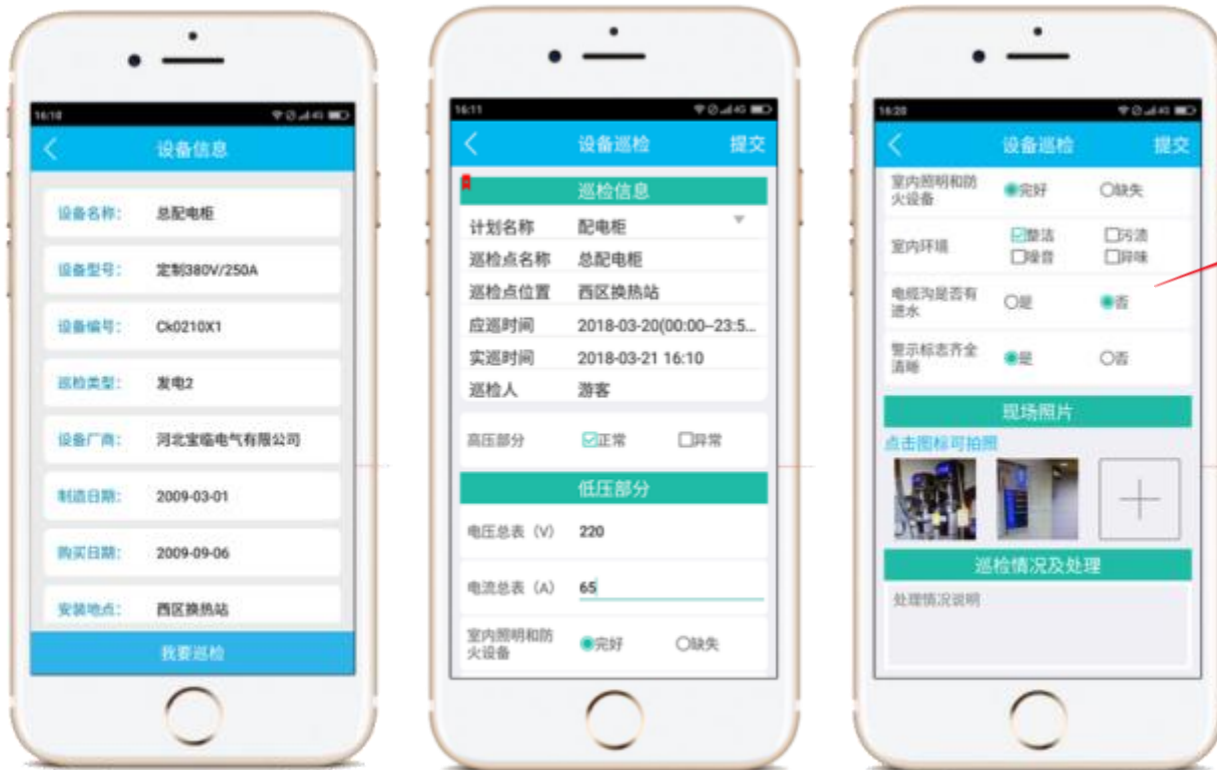 16:10
4G
设备信息
设备名称: 总配电柜
设备型号: 定制380V/250A
设备编号: Ck0210X1
巡检类型: 发电2
设备厂商: 河北宝临电气有限公司
制造日期: 2009-03-01
购买日期: 2009-09-06
安装地点: 西区换热站
我要巡检
16:11
4G
设备巡检 提交
巡检信息
计划名称 配电柜
巡检点名称 总配电柜
巡检点位置 西区换热站
应巡时间 2018-03-20(00:00--23:5...
实巡时间 2018-03-21 16:10
巡检人 游客
高压部分 正常 异常
低压部分
电压总表（V） 220
电流总表（A） 65
室内照明和防
火设备 完好 缺失
16:20
4G
设备巡检 提交
室内照明和防
火设备 完好 缺失
室内环境 整洁 污渍
噪音 异味
电缆沟是否有
进水 是 否
警示标志齐全
清晰 是 否
现场照片
点击图标可拍照
巡检情况及处理
处理情况说明